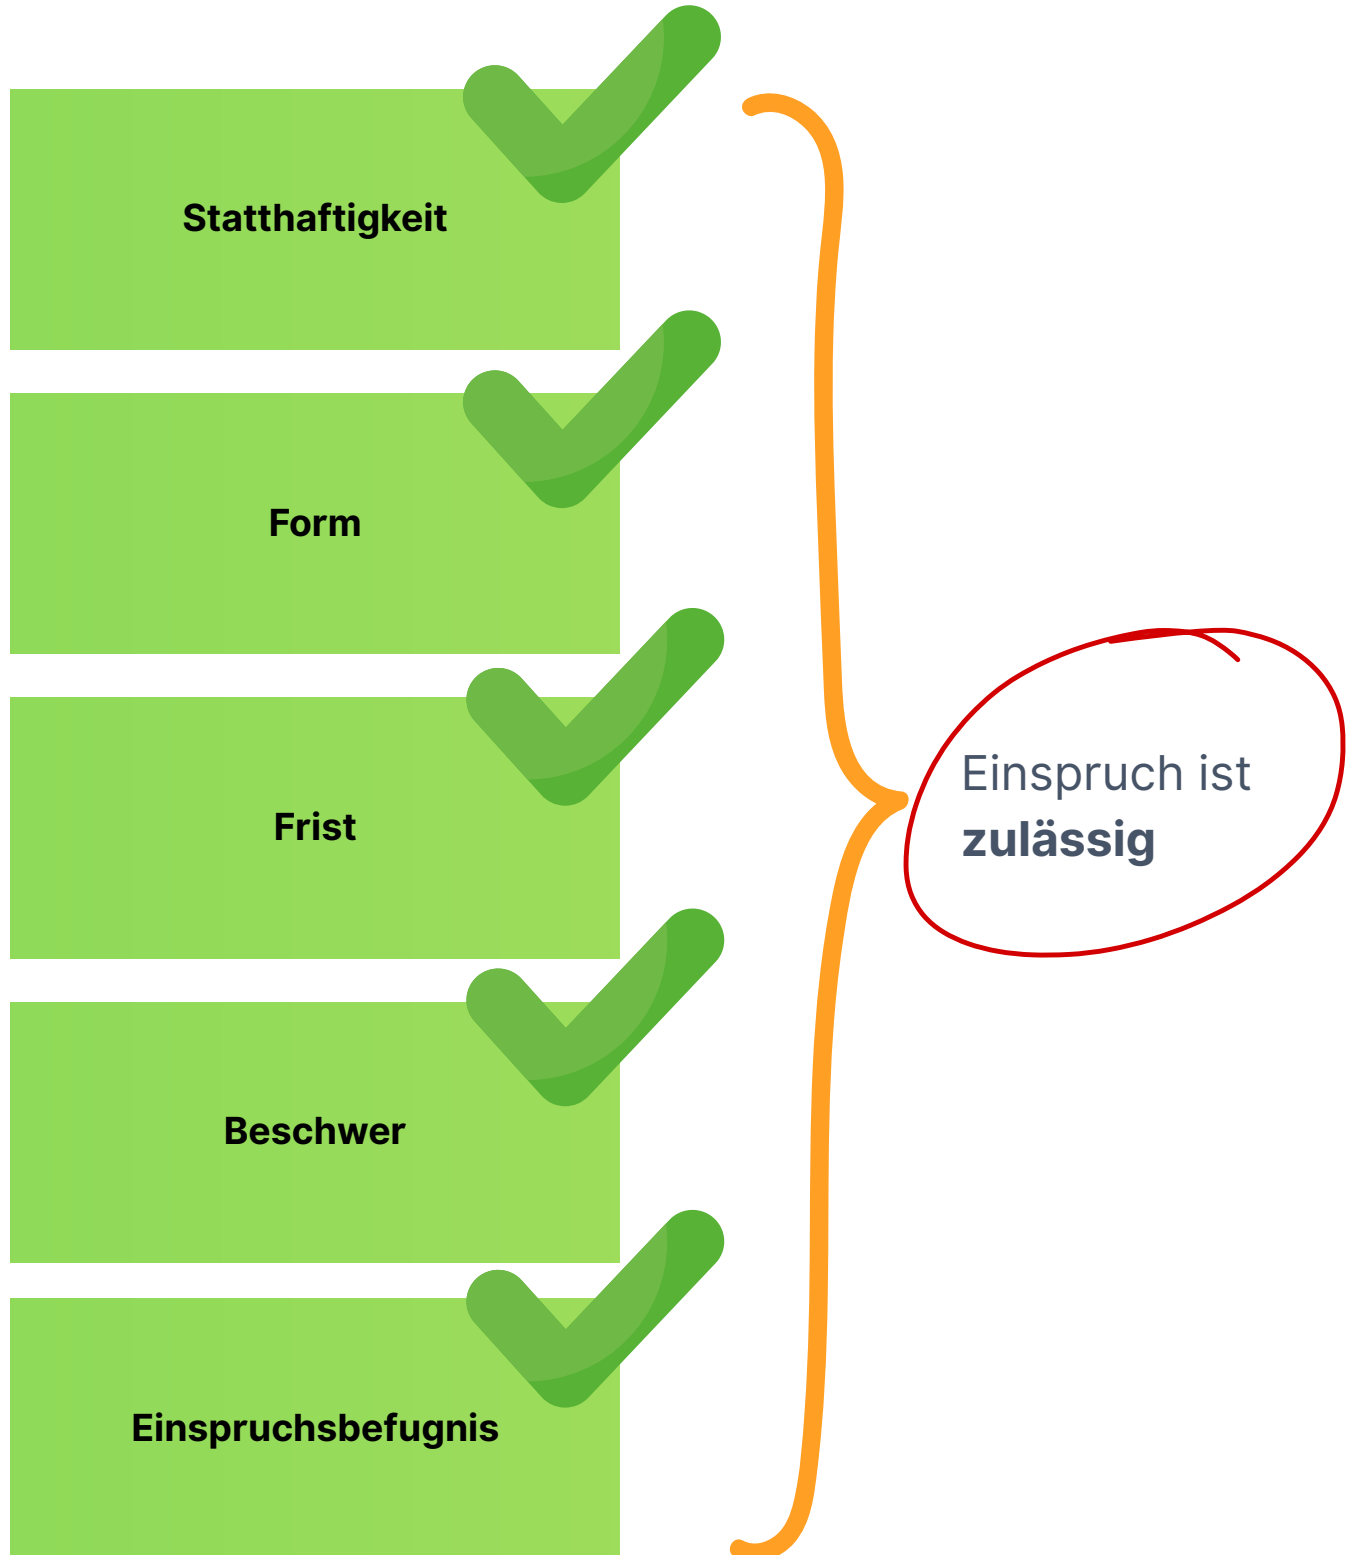 Statthaftigkeit
Form
Frist
Beschwer
Einspruchsbefugnis
Einspruch ist
zulässig